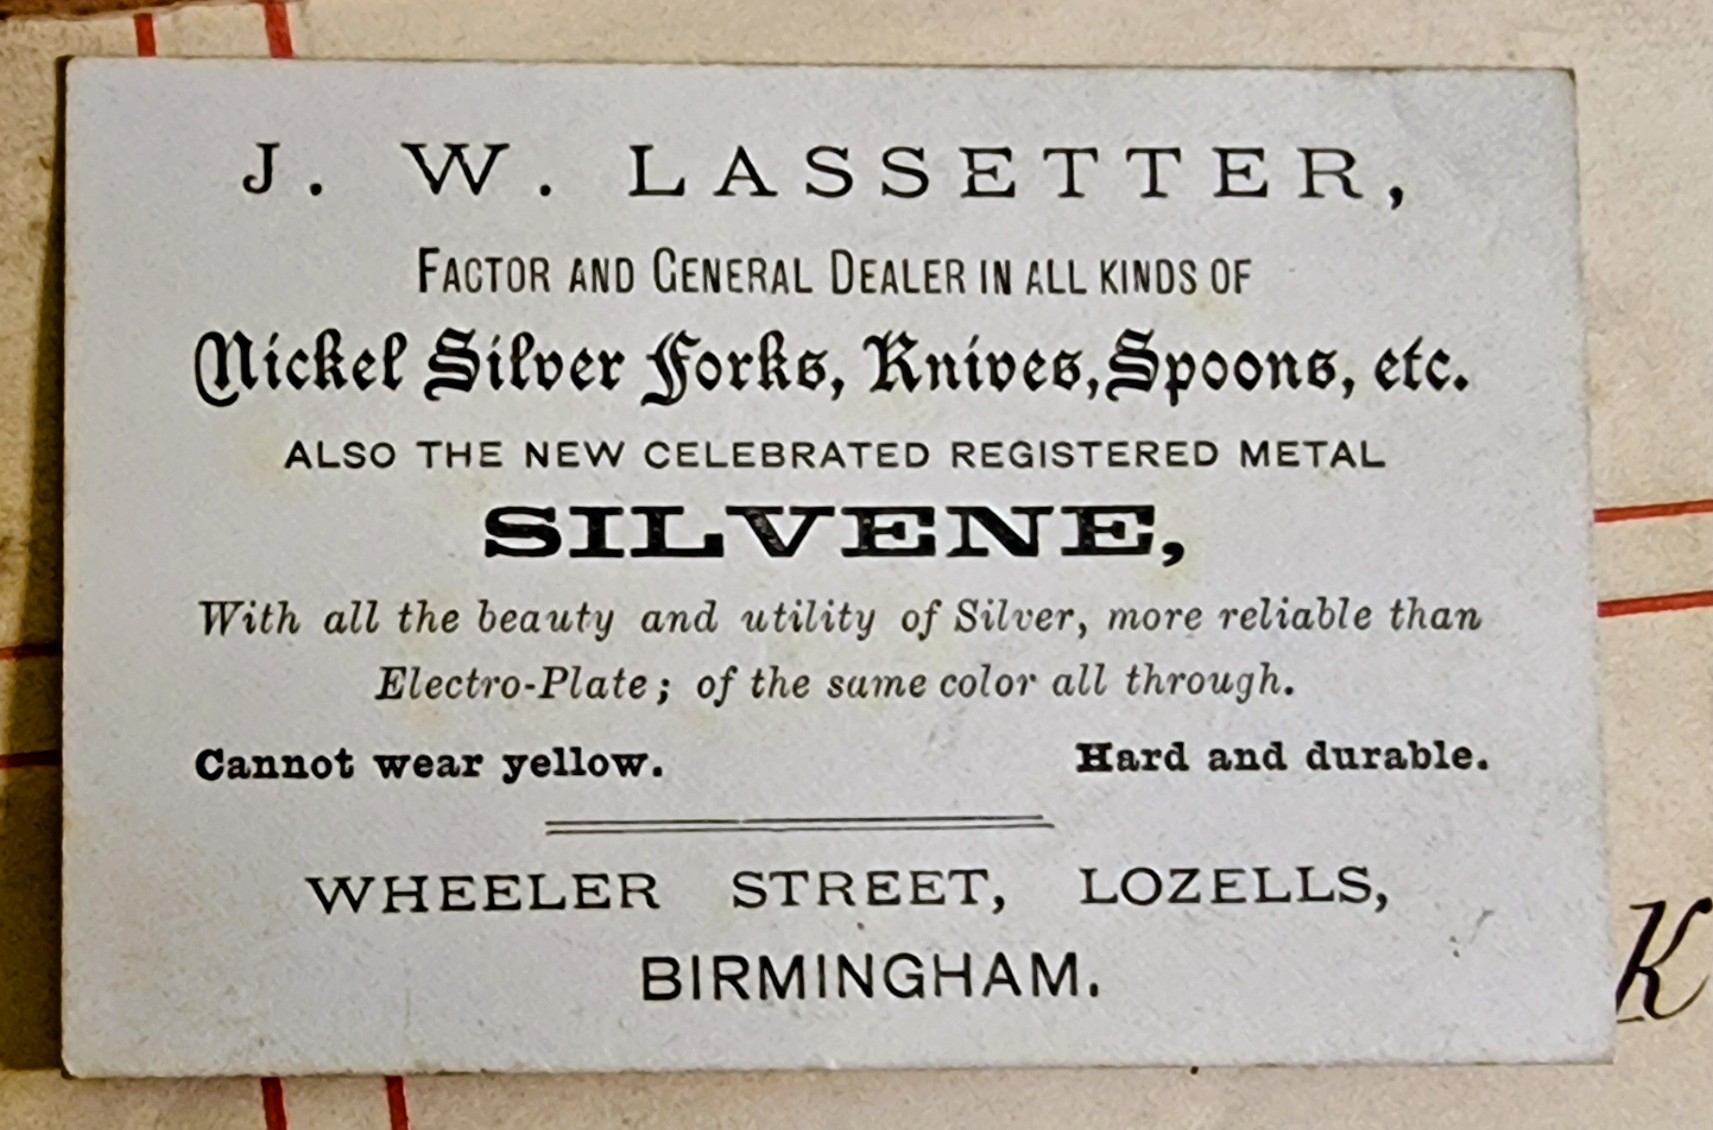 J. W. LASSETTER,
FACTOR AND GENERAL DEALER IN ALL KINDS OF
Nickel Silver Forks, Knives, Spoons, etc.
ALSO THE NEW CELEBRATED REGISTERED METAL
SILVENE,
With all the beauty and utility of Silver, more reliable than
Electro-Plate; of the same color all through.
Cannot wear yellow. Hard and durable.
WHEELER STREET, LOZELLS,
BIRMINGHAM.
K